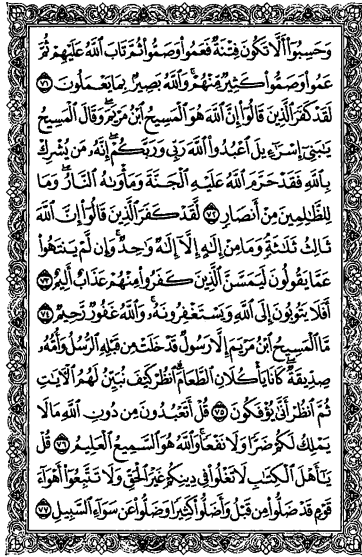 وَحَسِبُوٓا۟ أَلَّا تَكُونَ فِتْنَةٌ فَعَمُوا۟ وَصَمُّوا۟ ثُمَّ تَابَ ٱللَّهُ عَلَيْهِمْ ثُمَّ
عَمُوا۟ وَصَمُّوا۟ كَثِيرٌ مِّنْهُمْ ۚ وَٱللَّهُ بَصِيرٌۢ بِمَا يَعْمَلُونَ ٧١
لَقَدْ كَفَرَ ٱلَّذِينَ قَالُوٓا۟ إِنَّ ٱللَّهَ هُوَ ٱلْمَسِيحُ ٱبْنُ مَرْيَمَ ۖ وَقَالَ ٱلْمَسِيحُ
يَٰبَنِىٓ إِسْرَٰٓءِيلَ ٱعْبُدُوا۟ ٱللَّهَ رَبِّى وَرَبَّكُمْ ۖ إِنَّهُۥ مَن يُشْرِكْ
بِٱللَّهِ فَقَدْ حَرَّمَ ٱللَّهُ عَلَيْهِ ٱلْجَنَّةَ وَمَأْوَىٰهُ ٱلنَّارُ ۖ وَمَا
لِلظَّٰلِمِينَ مِنْ أَنصَارٍ ٧٢ لَّقَدْ كَفَرَ ٱلَّذِينَ قَالُوٓا۟ إِنَّ ٱللَّهَ
ثَالِثُ ثَلَٰثَةٍ ۘ وَمَا مِنْ إِلَٰهٍ إِلَّآ إِلَٰهٌ وَٰحِدٌ ۚ وَإِن لَّمْ يَنتَهُوا۟
عَمَّا يَقُولُونَ لَيَمَسَّنَّ ٱلَّذِينَ كَفَرُوا۟ مِنْهُمْ عَذَابٌ أَلِيمٌ ٧٣
أَفَلَا يَتُوبُونَ إِلَى ٱللَّهِ وَيَسْتَغْفِرُونَهُۥ ۚ وَٱللَّهُ غَفُورٌ رَّحِيمٌ ٧٤
مَّا ٱلْمَسِيحُ ٱبْنُ مَرْيَمَ إِلَّا رَسُولٌ قَدْ خَلَتْ مِن قَبْلِهِ ٱلرُّسُلُ وَأُمُّهُۥ
صِدِّيقَةٌ ۖ كَانَا يَأْكُلَانِ ٱلطَّعَامَ ۗ ٱنظُرْ كَيْفَ نُبَيِّنُ لَهُمُ ٱلْءَايَٰتِ
ثُمَّ ٱنظُرْ أَنَّىٰ يُؤْفَكُونَ ٧٥ قُلْ أَتَعْبُدُونَ مِن دُونِ ٱللَّهِ مَا لَا
يَمْلِكُ لَكُمْ ضَرًّا وَلَا نَفْعًا ۚ وَٱللَّهُ هُوَ ٱلسَّمِيعُ ٱلْعَلِيمُ ٧٦ قُلْ
يَٰٓأَهْلَ ٱلْكِتَٰبِ لَا تَغْلُوا۟ فِى دِينِكُمْ غَيْرَ ٱلْحَقِّ وَلَا تَتَّبِعُوٓا۟ أَهْوَآءَ
قَوْمٍ قَدْ ضَلُّوا۟ مِن قَبْلُ وَأَضَلُّوا۟ كَثِيرًا وَضَلُّوا۟ عَن سَوَآءِ ٱلسَّبِيلِ ٧٧